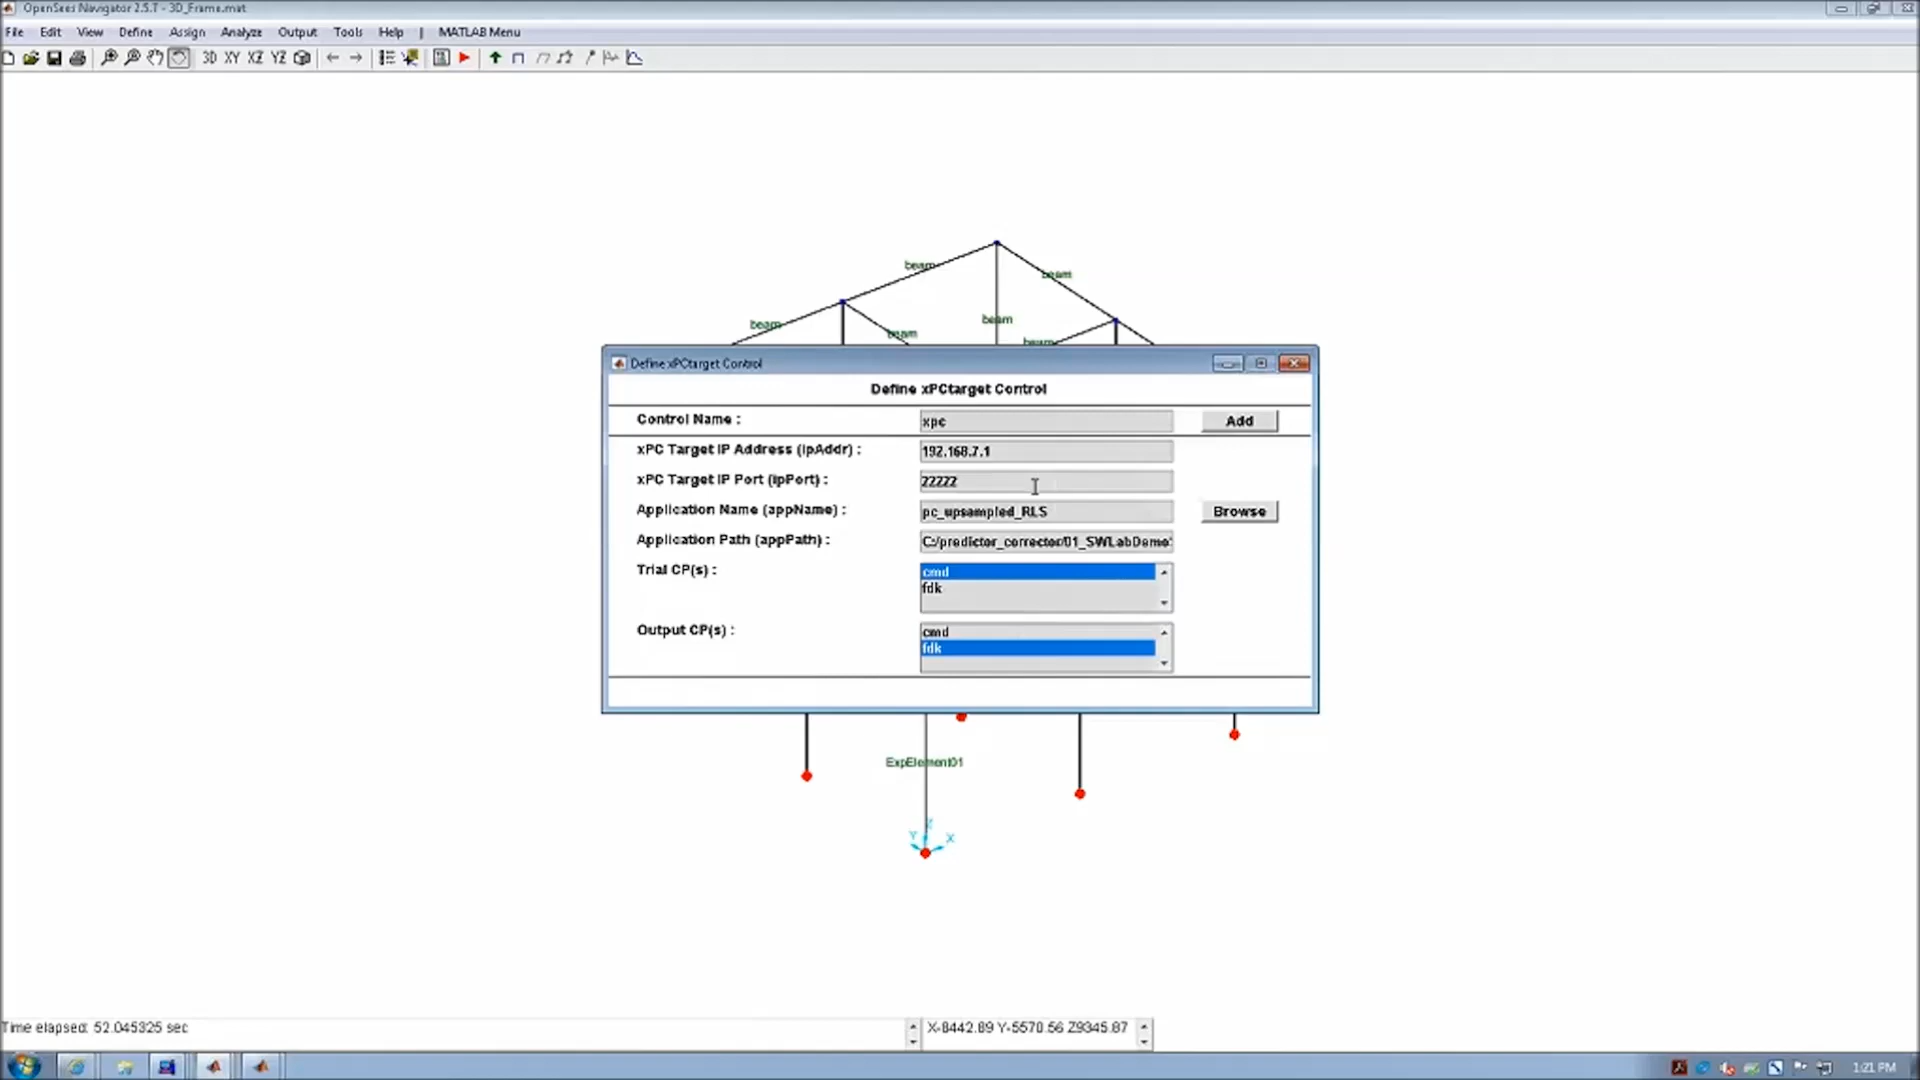 OpenSees Navigator 2.5.7 - 3D_Frame.mat
File Edit View Define Assign Analyze Output Tools Help | MATLAB Menu
3D XY XZ YZ
beam
beam
beam
beam
beam
beam
Define xPCtarget Control
Define xPCtarget Control
Control Name : xpc Add
xPC Target IP Address (ipAddr) : 192.168.7.1
xPC Target IP Port (ipPort) : 22222
Application Name (appName) : pc_upsampled_RLS Browse
Application Path (appPath) : C:/predictor_corrector/01_SWLabDemo
Trial CP(s) : cmd
fdk
Output CP(s) : cmd
fdk
ExpElement01
Z
Y X
Time elapsed: 52.045325 sec
X-8442.89 Y-5570.56 Z9345.87
1:21 PM